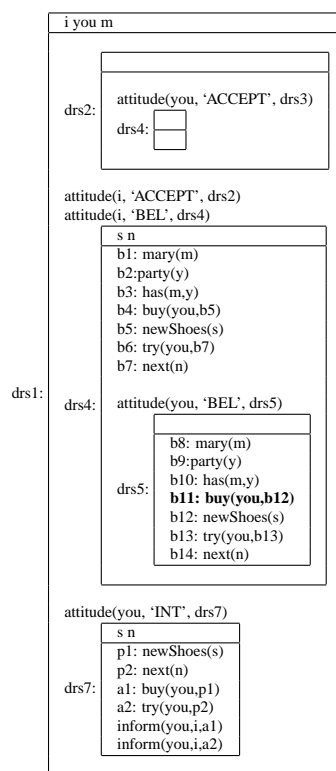 i you m
attitude(you, ‘ACCEPT’, drs3)
drs2:
drs4:
attitude(i, ‘ACCEPT’, drs2)
attitude(i, ‘BEL’, drs4)
s n
b1: mary(m)
b2:party(y)
b3: has(m,y)
b4: buy(you,b5)
b5: newShoes(s)
b6: try(you,b7)
b7: next(n)
drs1:
drs4:
attitude(you, ‘BEL’, drs5)
b8: mary(m)
b9:party(y)
b10: has(m,y)
drs5:
b11: buy(you,b12)
b12: newShoes(s)
b13: try(you,b13)
b14: next(n)
attitude(you, ‘INT’, drs7)
s n
p1: newShoes(s)
p2: next(n)
drs7:
a1: buy(you,p1)
a2: try(you,p2)
inform(you,i,a1)
inform(you,i,a2)